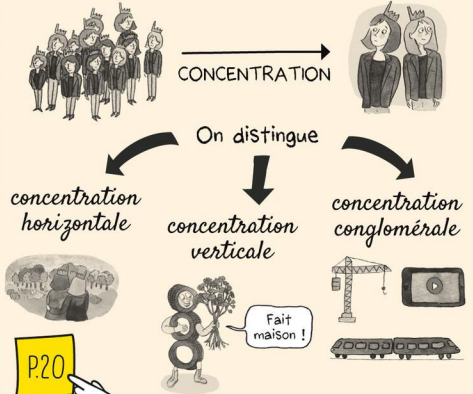 CONCENTRATION
On distingue
concentration
horizontale
concentration
verticale
concentration
conglomérale
Fait
maison !
P.20